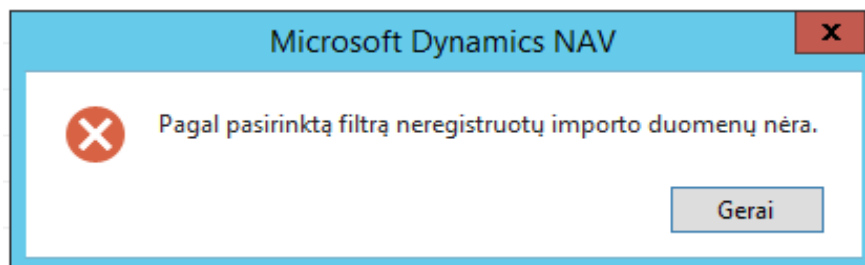 Microsoft Dynamics NAV
x
Pagal pasirinktą filtrą neregistruotų importo duomenų nėra.
Gerai